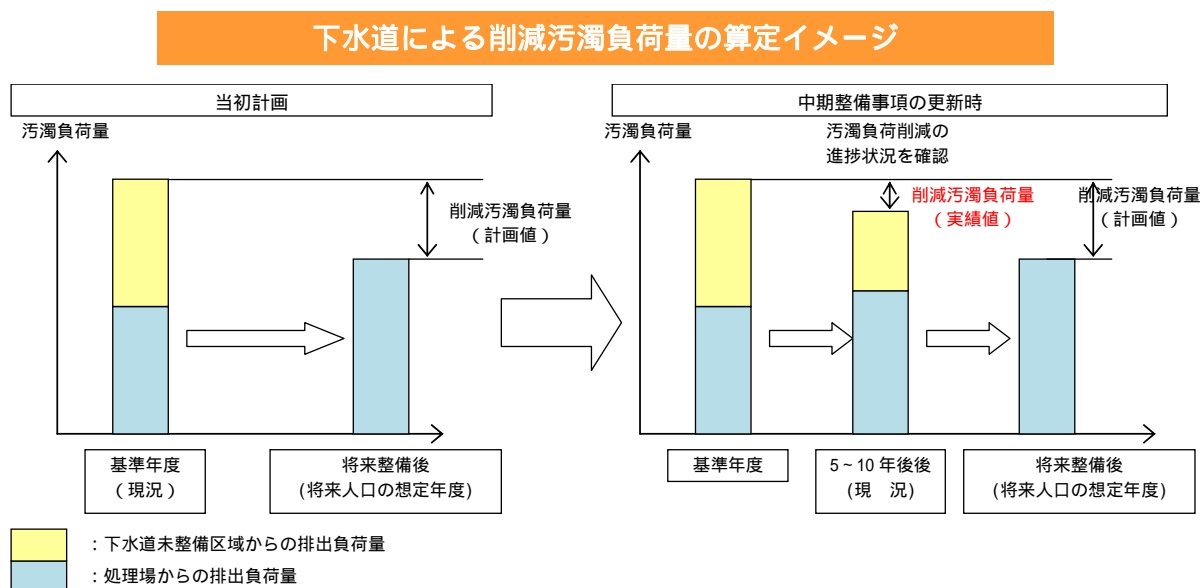 下水道による削減汚濁負荷量の算定イメージ
当初計画
汚濁負荷量
削減汚濁負荷量
（計画値）
基準年度
（現況）
将来整備後
(将来人口の想定年度)
中期整備事項の更新時
汚濁負荷量
汚濁負荷削減の
進捗状況を確認
削減汚濁負荷量
（実績値）
削減汚濁負荷量
（計画値）
基準年度
5～10年後後
(現　況)
将来整備後
(将来人口の想定年度)
：下水道未整備区域からの排出負荷量
：処理場からの排出負荷量